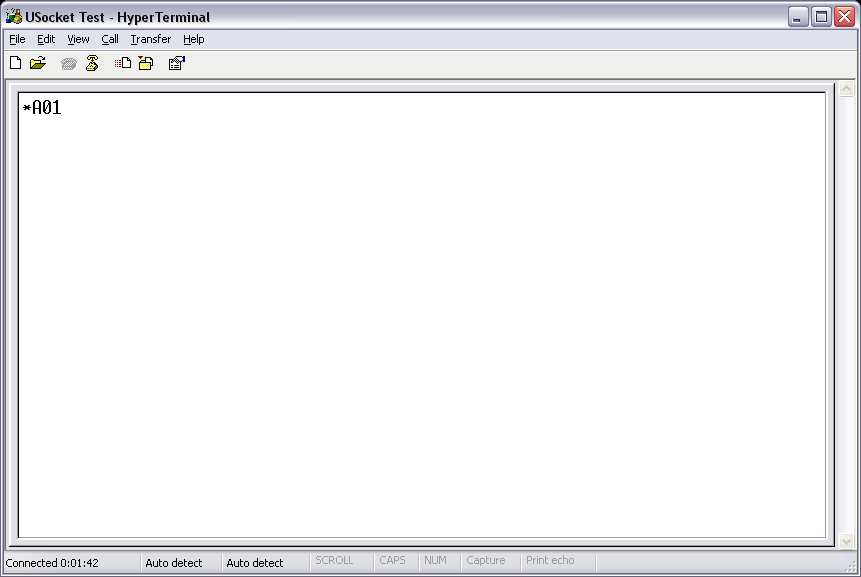 USocket Test - HyperTerminal
File Edit View Call Transfer Help
*A01
Connected 0:01:42 Auto detect Auto detect SCROLL CAPS NUM Capture Print echo